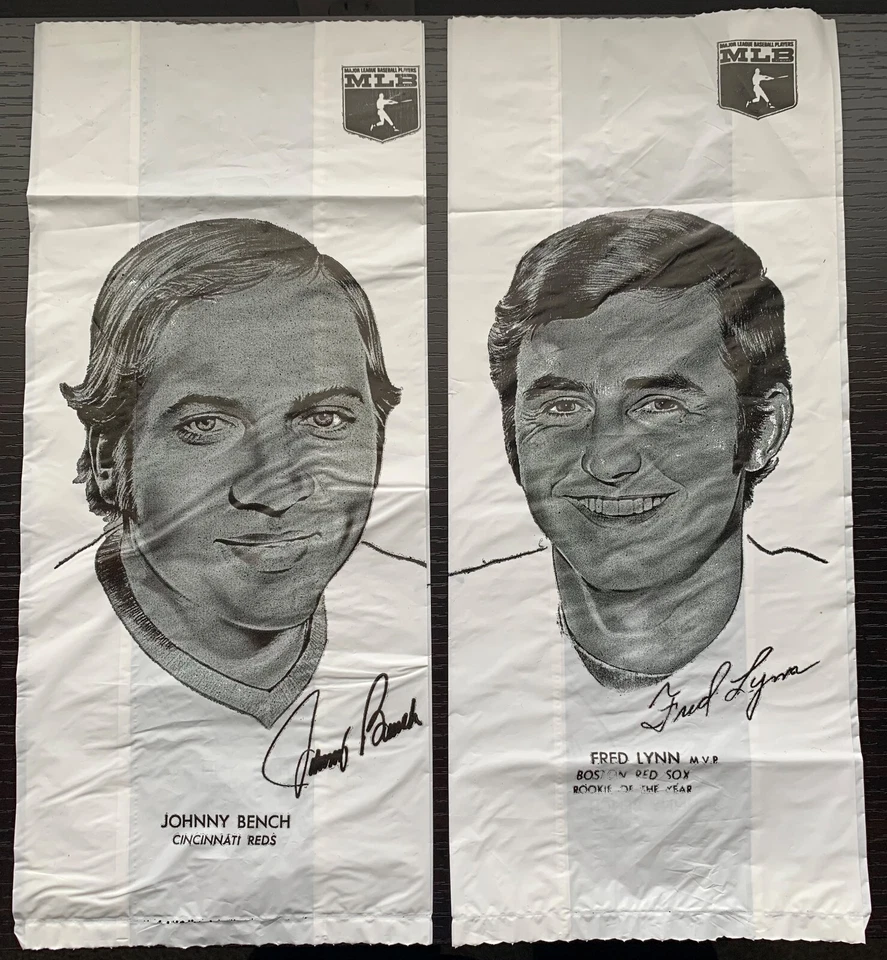 MAJOR LEAGUE BASEBALL PLAYERS
MLB
Johnny Bench
JOHNNY BENCH
CINCINNATI REDS
MAJOR LEAGUE BASEBALL PLAYERS
MLB
Fred Lynn
FRED LYNN M.V.P.
BOSTON RED SOX
ROOKIE OF THE YEAR